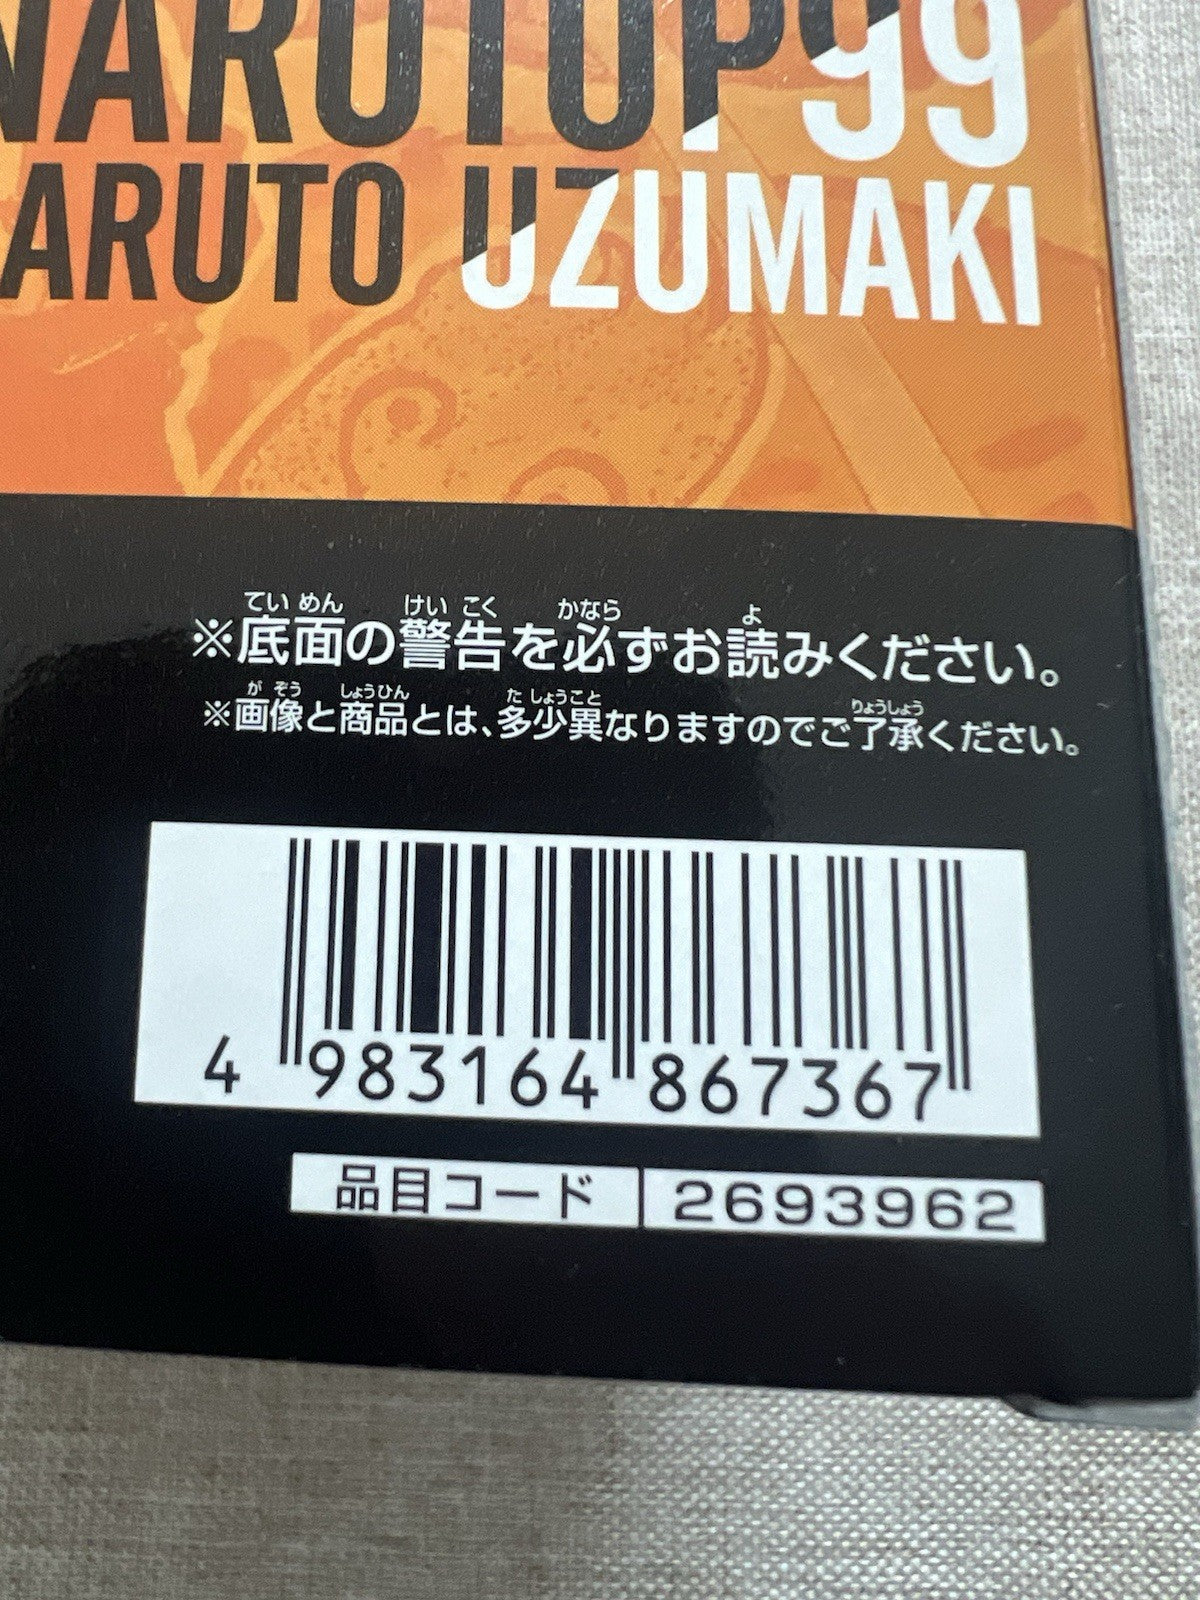 NARUTOP99
NARUTO UZUMAKI
※底面の警告を必ずお読みください。
※画像と商品とは、多少異なりますのでご了承ください。
4 983164 867367
品目コード 2693962